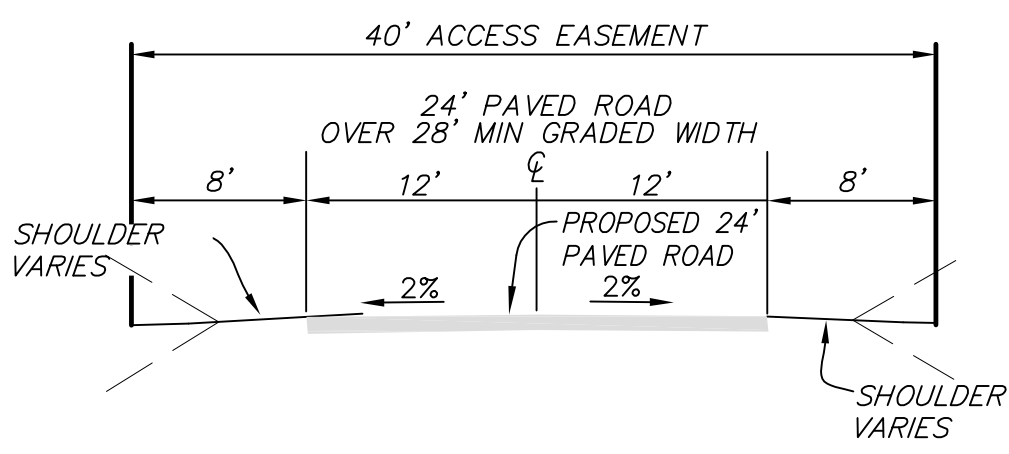 40' ACCESS EASEMENT
24' PAVED ROAD
OVER 28' MIN GRADED WIDTH
℄
8'
12'
12'
8'
SHOULDER
VARIES
PROPOSED 24'
PAVED ROAD
2%
2%
SHOULDER
VARIES